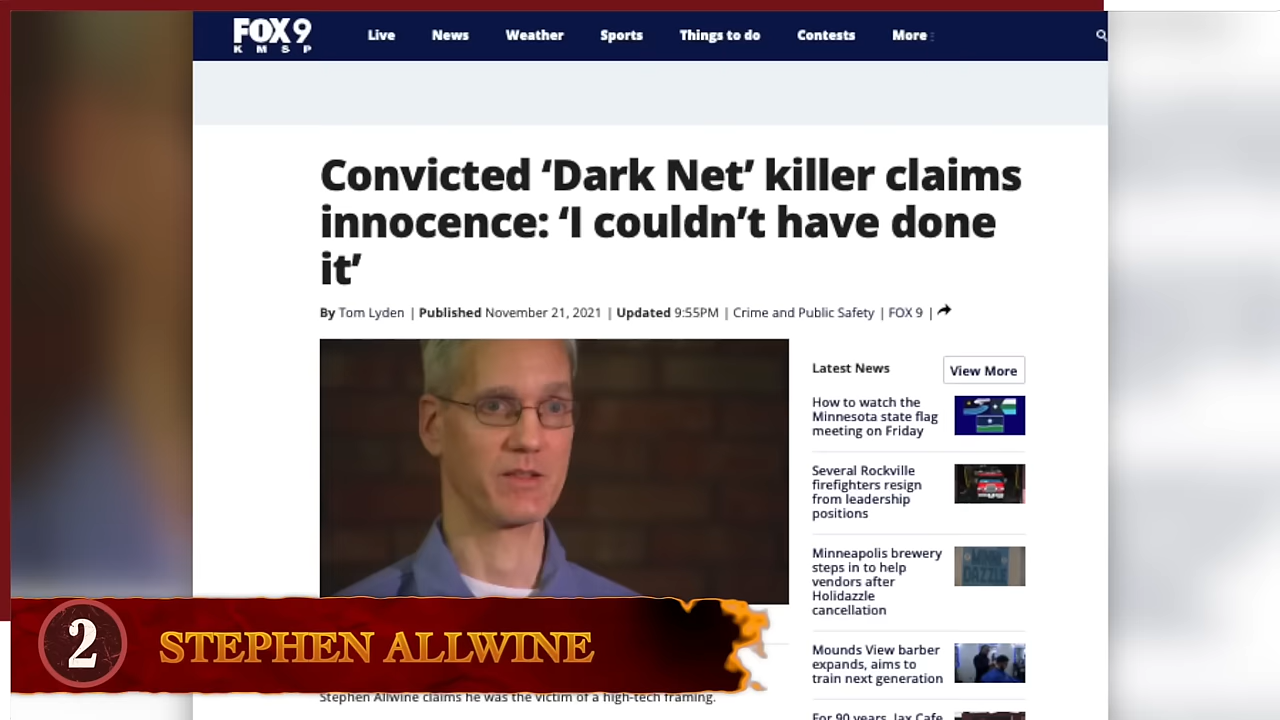 FOX 9
KMSP
Live News Weather Sports Things to do Contests More
Convicted ‘Dark Net’ killer claims
innocence: ‘I couldn’t have done
it’
By Tom Lyden | Published November 21, 2021 | Updated 9:55PM | Crime and Public Safety | FOX 9 |
Latest News
View More
How to watch the
Minnesota state flag
meeting on Friday
Several Rockville
firefighters resign
from leadership
positions
Minneapolis brewery
steps in to help
vendors after
Holidazzle
cancellation
DAZZLE
Mounds View barber
expands, aims to
train next generation
2
STEPHEN ALLWINE
Stephen Allwine claims he was the victim of a high-tech framing.
For 90 years, Jax Cafe